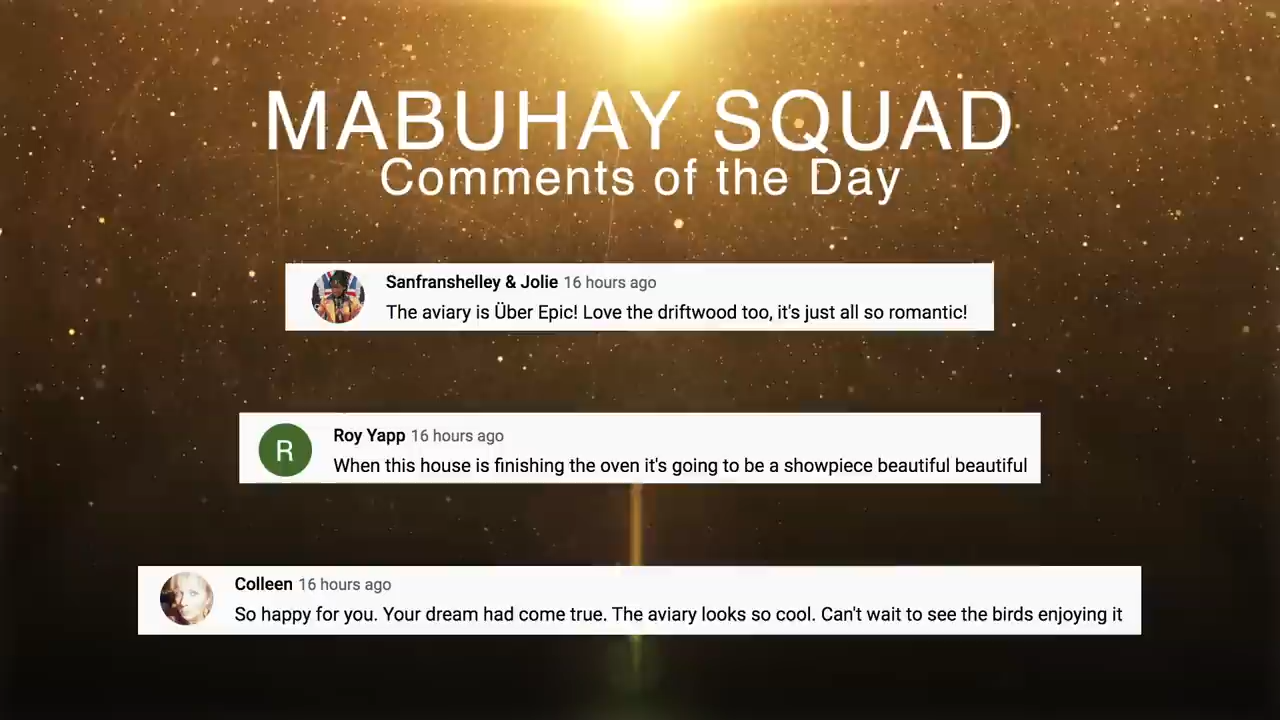 MABUHAY SQUAD
Comments of the Day
Sanfranshelley & Jolie 16 hours ago
The aviary is Über Epic! Love the driftwood too, it's just all so romantic!
R
Roy Yapp 16 hours ago
When this house is finishing the oven it's going to be a showpiece beautiful beautiful
Colleen 16 hours ago
So happy for you. Your dream had come true. The aviary looks so cool. Can't wait to see the birds enjoying it